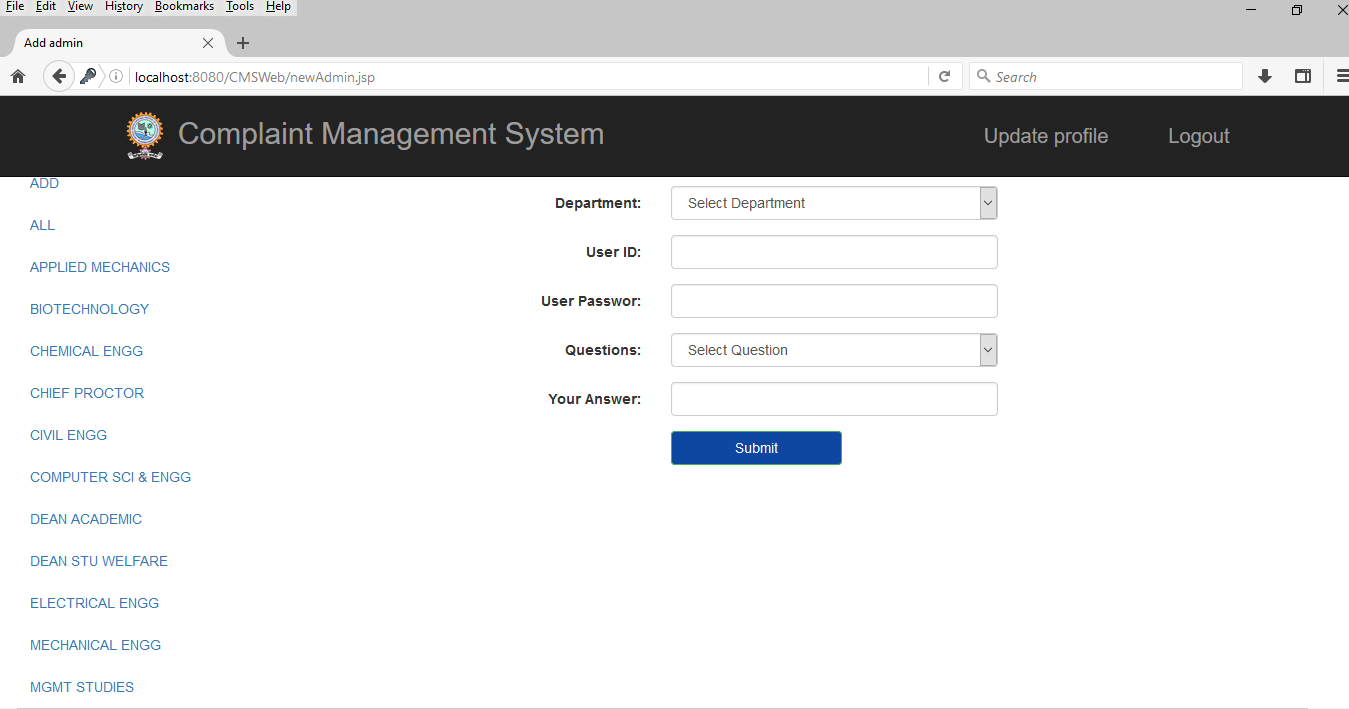 File Edit View History Bookmarks Tools Help
Add admin
localhost:8080/CMSWeb/newAdmin.jsp
Search
Complaint Management System
Update profile
Logout
ADD
ALL
APPLIED MECHANICS
BIOTECHNOLOGY
CHEMICAL ENGG
CHIEF PROCTOR
CIVIL ENGG
COMPUTER SCI & ENGG
DEAN ACADEMIC
DEAN STU WELFARE
ELECTRICAL ENGG
MECHANICAL ENGG
MGMT STUDIES
Department: Select Department
User ID:
User Passwor:
Questions: Select Question
Your Answer:
Submit